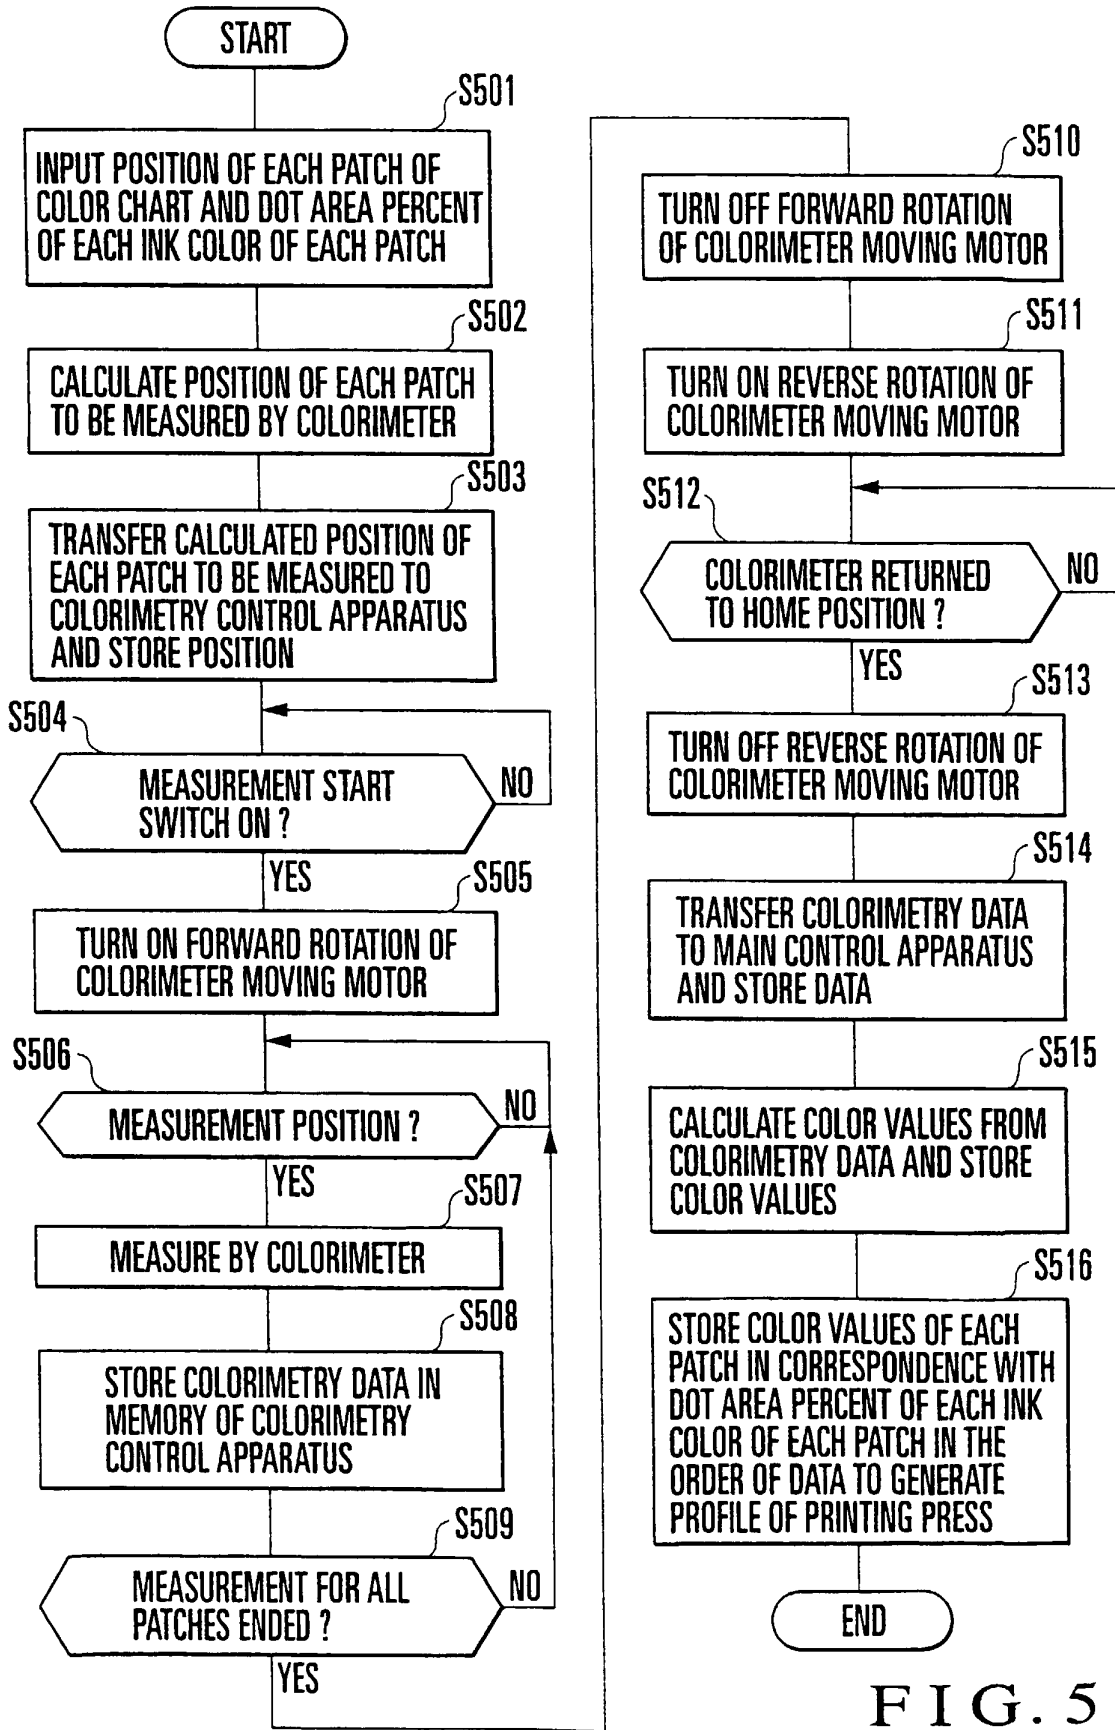 START
S501
INPUT POSITION OF EACH PATCH OF
COLOR CHART AND DOT AREA PERCENT
OF EACH INK COLOR OF EACH PATCH
S502
CALCULATE POSITION OF EACH PATCH
TO BE MEASURED BY COLORIMETER
S503
TRANSFER CALCULATED POSITION OF
EACH PATCH TO BE MEASURED TO
COLORIMETRY CONTROL APPARATUS
AND STORE POSITION
S504
MEASUREMENT START
SWITCH ON ?
NO
YES
S505
TURN ON FORWARD ROTATION OF
COLORIMETER MOVING MOTOR
S506
MEASUREMENT POSITION ?
NO
YES
S507
MEASURE BY COLORIMETER
S508
STORE COLORIMETRY DATA IN
MEMORY OF COLORIMETRY
CONTROL APPARATUS
S509
MEASUREMENT FOR ALL
PATCHES ENDED ?
NO
YES
S510
TURN OFF FORWARD ROTATION
OF COLORIMETER MOVING MOTOR
S511
TURN ON REVERSE ROTATION OF
COLORIMETER MOVING MOTOR
S512
COLORIMETER RETURNED
TO HOME POSITION ?
NO
YES
S513
TURN OFF REVERSE ROTATION OF
COLORIMETER MOVING MOTOR
S514
TRANSFER COLORIMETRY DATA
TO MAIN CONTROL APPARATUS
AND STORE DATA
S515
CALCULATE COLOR VALUES FROM
COLORIMETRY DATA AND STORE
COLOR VALUES
S516
STORE COLOR VALUES OF EACH
PATCH IN CORRESPONDENCE WITH
DOT AREA PERCENT OF EACH INK
COLOR OF EACH PATCH IN THE
ORDER OF DATA TO GENERATE
PROFILE OF PRINTING PRESS
END
FIG. 5